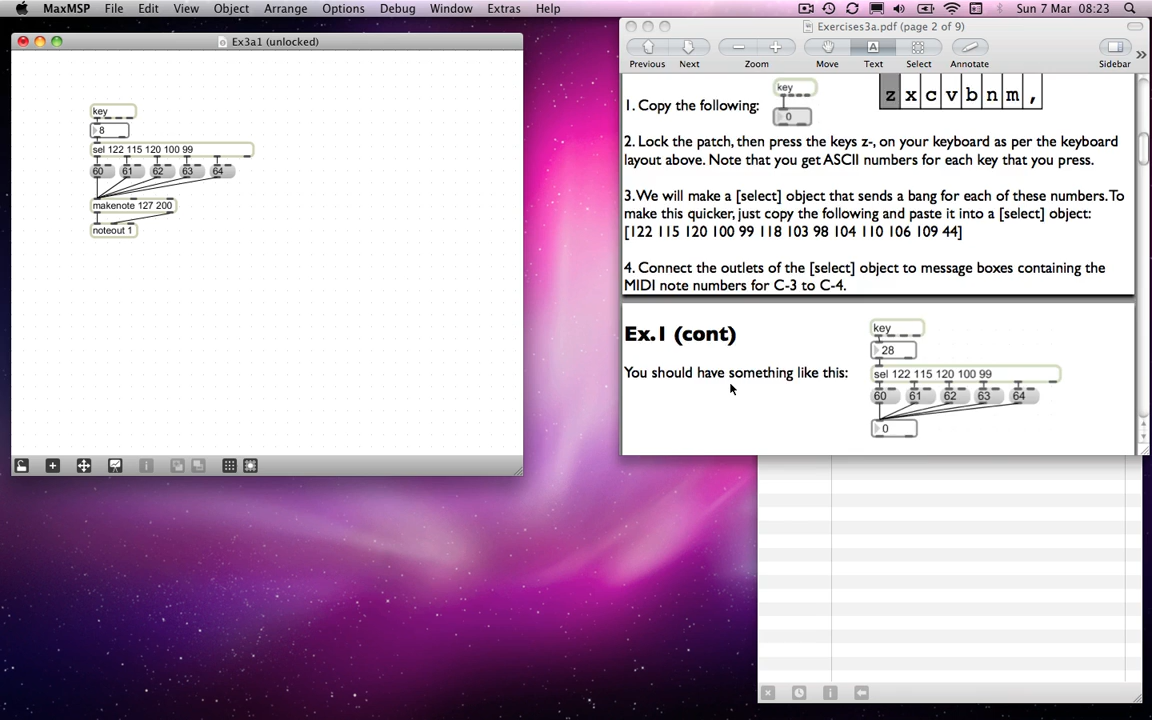 MaxMSP File Edit View Object Arrange Options Debug Window Extras Help Sun 7 Mar 08:23
Ex3a1 (unlocked)
key
8
sel 122 115 120 100 99
60 61 62 63 64
makenote 127 200
noteout 1
Exercises3a.pdf (page 2 of 9)
Previous Next Zoom Move Text Select Annotate Sidebar
key
0
z x c v b n m ,
1. Copy the following:
2. Lock the patch, then press the keys z-, on your keyboard as per the keyboard
layout above. Note that you get ASCII numbers for each key that you press.
3. We will make a [select] object that sends a bang for each of these numbers. To
make this quicker, just copy the following and paste it into a [select] object:
[122 115 120 100 99 118 103 98 104 110 106 109 44]
4. Connect the outlets of the [select] object to message boxes containing the
MIDI note numbers for C-3 to C-4.
Ex.1 (cont)
You should have something like this:
key
28
sel 122 115 120 100 99
60 61 62 63 64
0